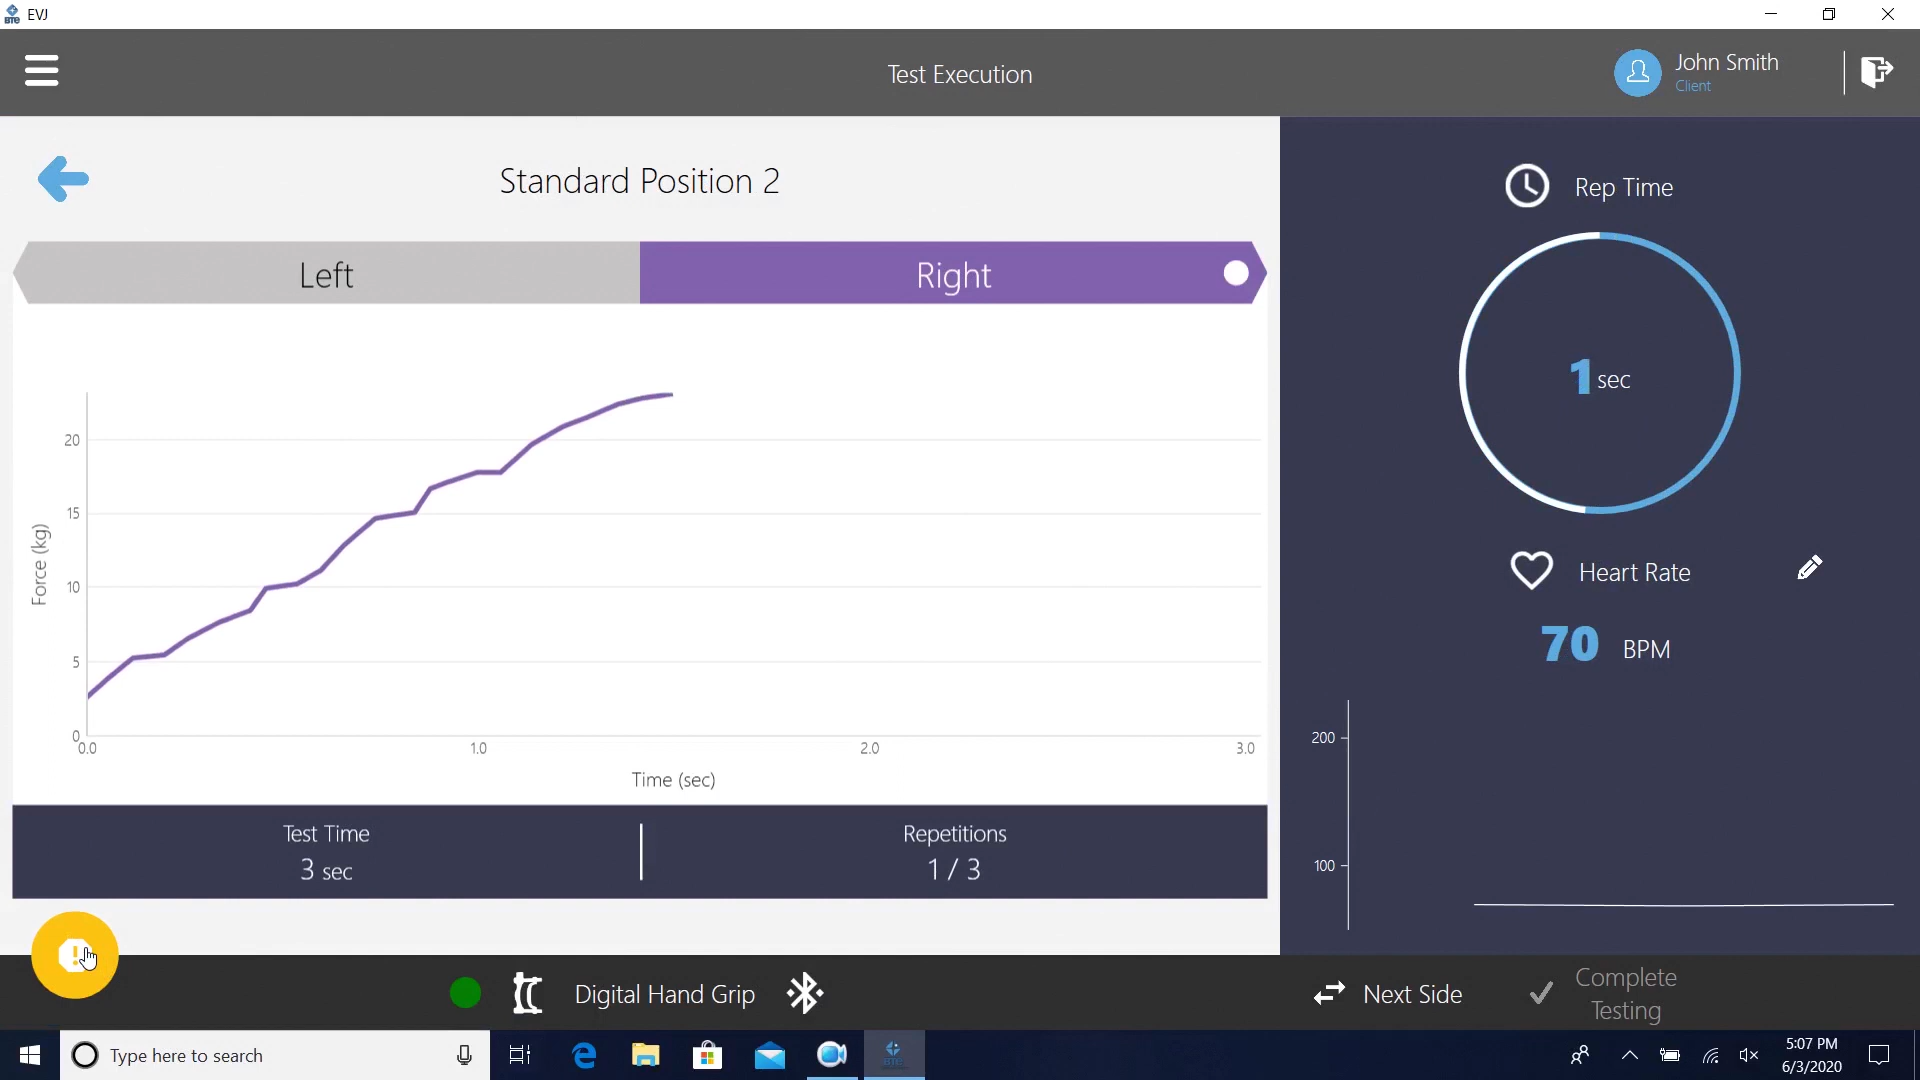 EVJ
Test Execution
John Smith
Client
Standard Position 2
Left
Right
Force (kg)
20
15
10
5
0
0.0
1.0
2.0
3.0
Time (sec)
Test Time
3 sec
Repetitions
1 / 3
Rep Time
1 sec
Heart Rate
70 BPM
200
100
Digital Hand Grip
Next Side
Complete
Testing
Type here to search
5:07 PM
6/3/2020
BTE
BTE